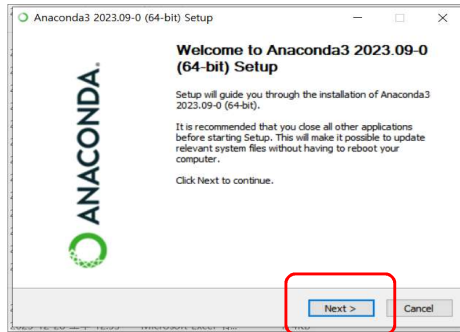 Anaconda3 2023.09-0 (64-bit) Setup
ANACONDA.
Welcome to Anaconda3 2023.09-0
(64-bit) Setup
Setup will guide you through the installation of Anaconda3
2023.09-0 (64-bit).
It is recommended that you close all other applications
before starting Setup. This will make it possible to update
relevant system files without having to reboot your
computer.
Click Next to continue.
Next >
Cancel